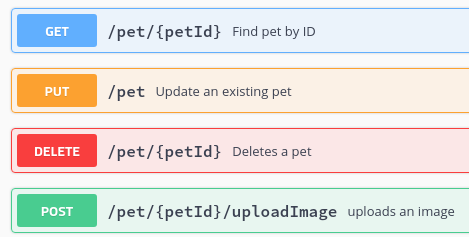 GET /pet/{petId} Find pet by ID
PUT /pet Update an existing pet
DELETE /pet/{petId} Deletes a pet
POST /pet/{petId}/uploadImage uploads an image